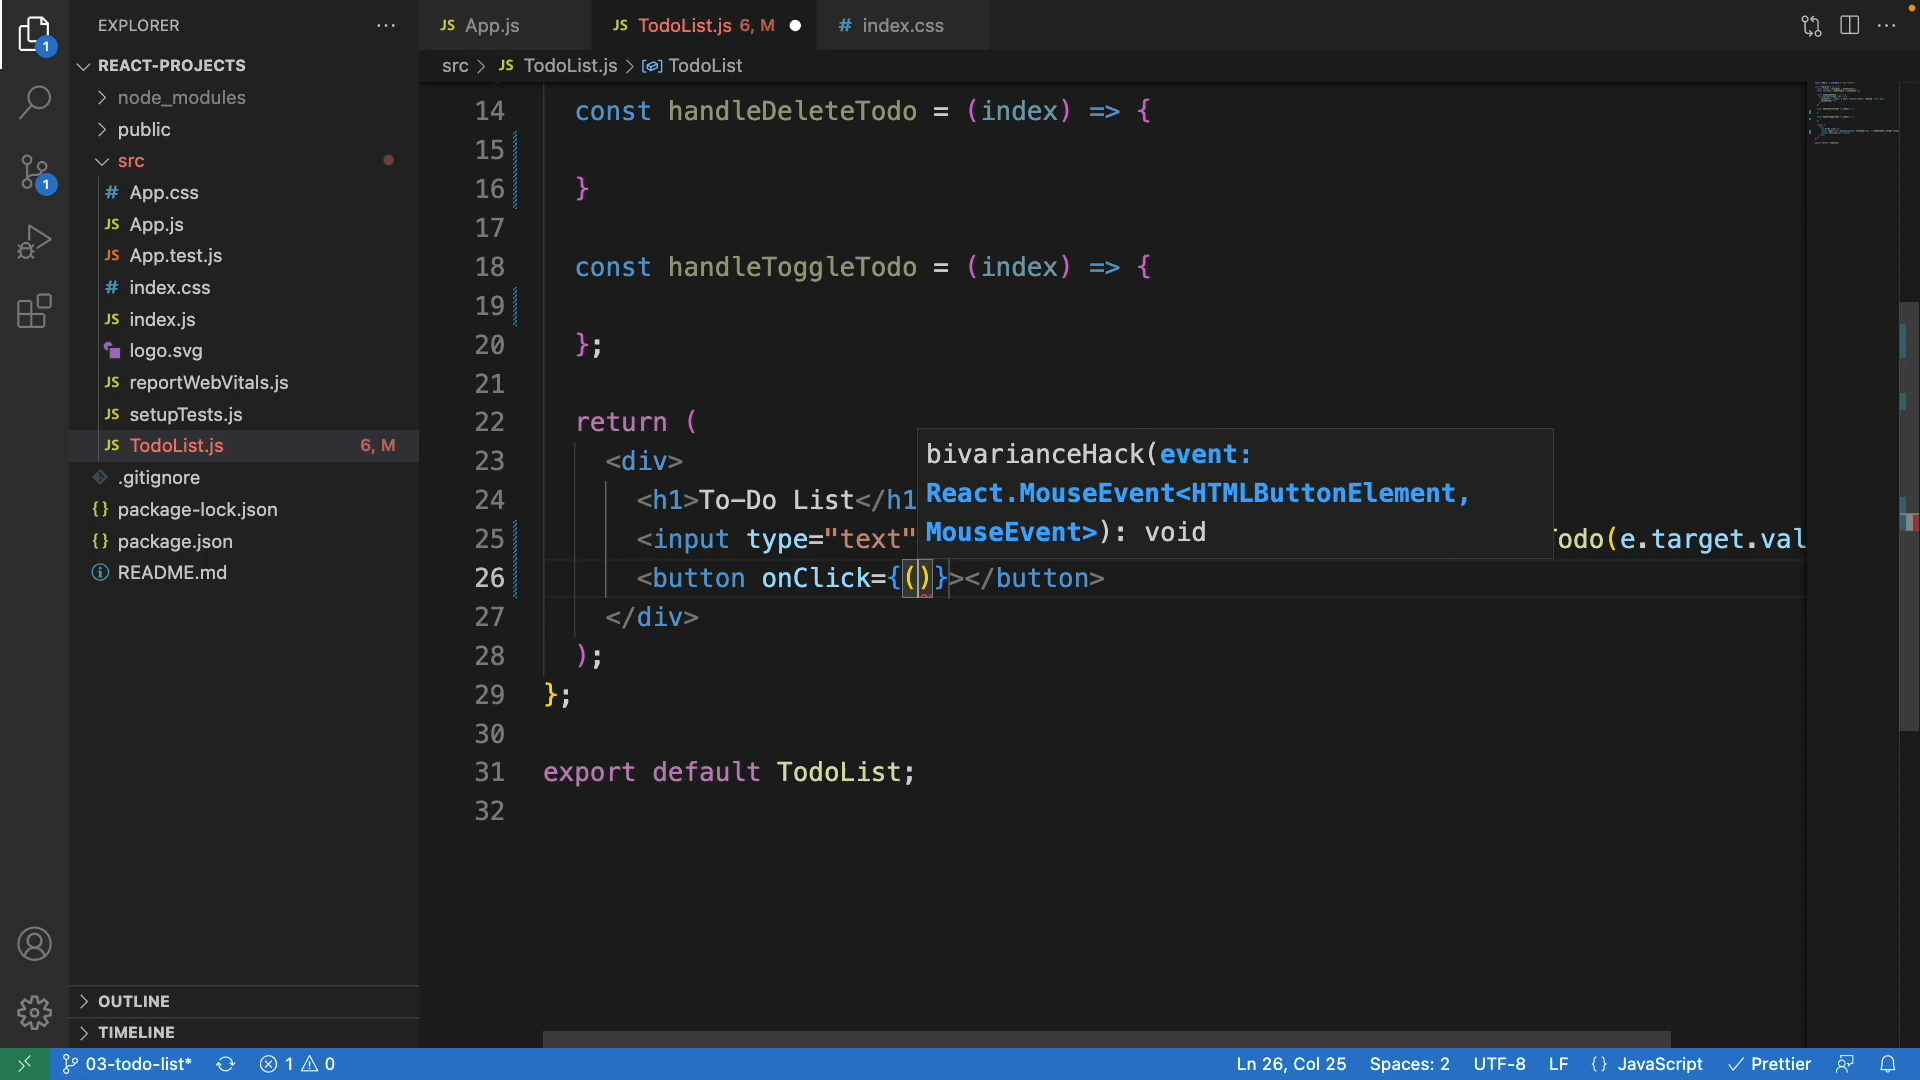 EXPLORER
REACT-PROJECTS
node_modules
public
src
# App.css
JS App.js
JS App.test.js
# index.css
JS index.js
logo.svg
JS reportWebVitals.js
JS setupTests.js
JS TodoList.js 6, M
.gitignore
{} package-lock.json
{} package.json
README.md
OUTLINE
TIMELINE
1
1
JS App.js
JS TodoList.js 6, M
# index.css
src > JS TodoList.js > TodoList
14 const handleDeleteTodo = (index) => {
15
16 }
17
18 const handleToggleTodo = (index) => {
19
20 };
21
22 return (
23 <div>
24 <h1>To-Do List</h1
25 <input type="text" Todo(e.target.val
26 <button onClick={()}></button>
27 </div>
28 );
29 };
30
31 export default TodoList;
32
bivarianceHack(event:
React.MouseEvent<HTMLButtonElement,
MouseEvent>): void
03-todo-list* 1 0 Ln 26, Col 25 Spaces: 2 UTF-8 LF {} JavaScript Prettier